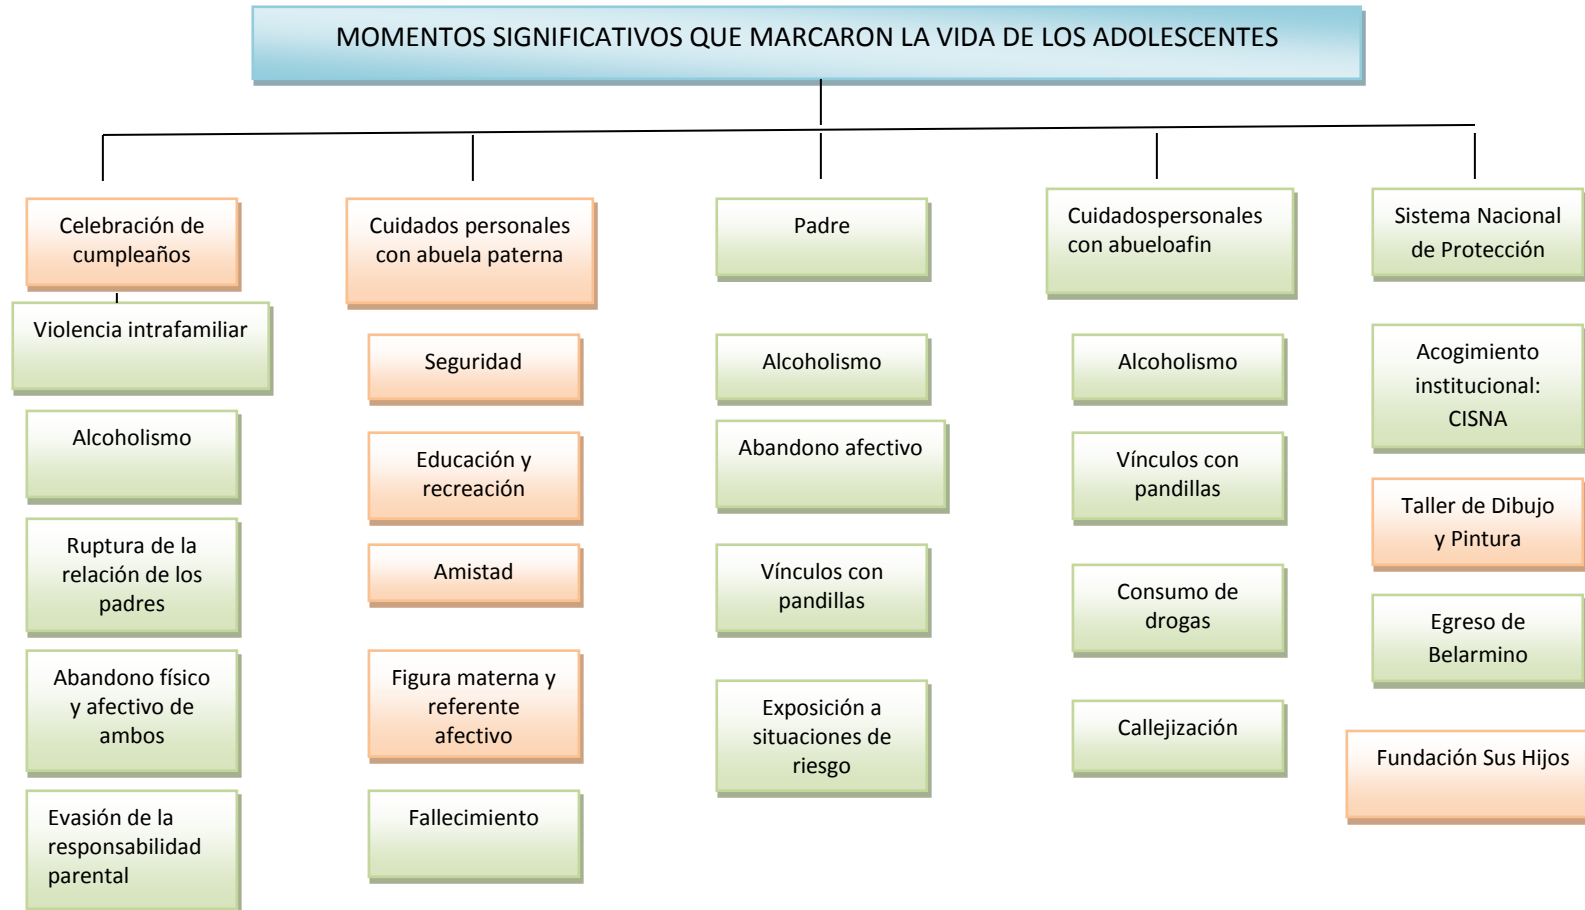 MOMENTOS SIGNIFICATIVOS QUE MARCARON LA VIDA DE LOS ADOLESCENTES
Celebración de
cumpleaños
Violencia intrafamiliar
Alcoholismo
Ruptura de la
relación de los
padres
Abandono físico
y afectivo de
ambos
Evasión de la
responsabilidad
parental
Cuidados personales
con abuela paterna
Seguridad
Educación y
recreación
Amistad
Figura materna y
referente
afectivo
Fallecimiento
Padre
Alcoholismo
Abandono afectivo
Vínculos con
pandillas
Exposición a
situaciones de
riesgo
Cuidadospersonales
con abueloafin
Alcoholismo
Vínculos con
pandillas
Consumo de
drogas
Callejización
Sistema Nacional
de Protección
Acogimiento
institucional:
CISNA
Taller de Dibujo
y Pintura
Egreso de
Belarmino
Fundación Sus Hijos